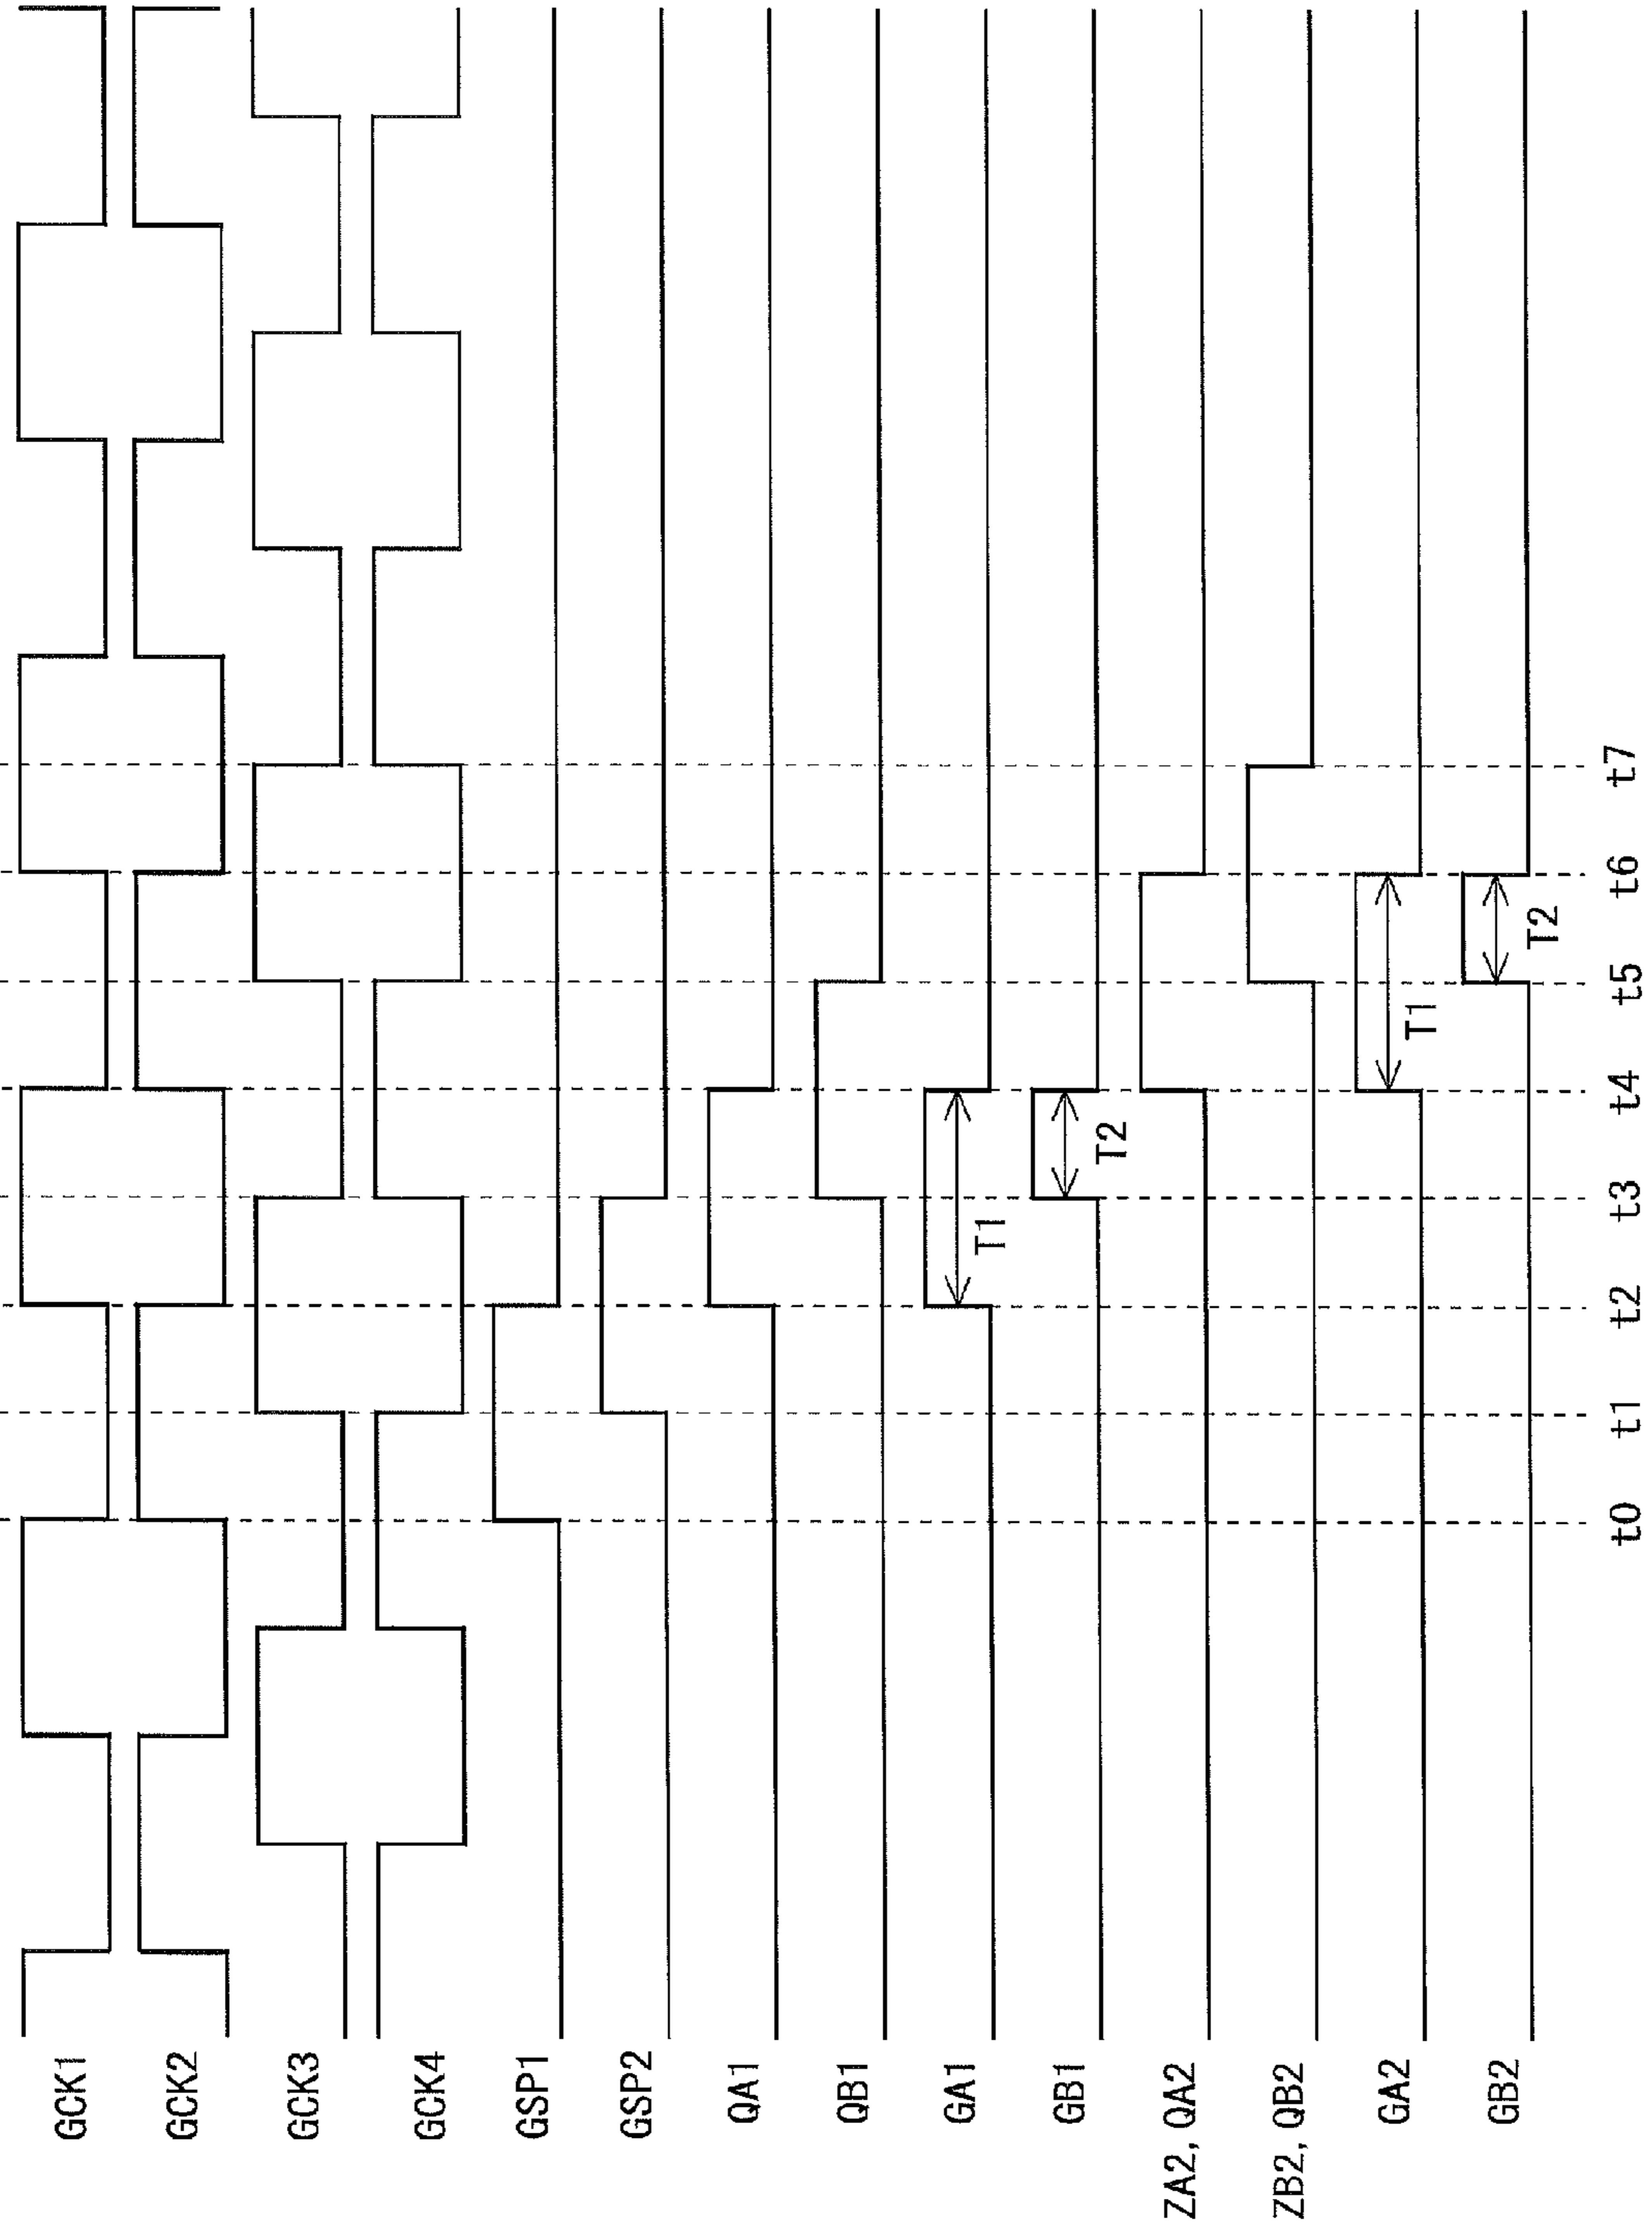 GCK1
GCK2
GCK3
GCK4
GSP1
GSP2
QA1
QB1
GA1
T1
GB1
T2
ZA2, QA2
ZB2, QB2
GA2
T1
GB2
T2
t0 t1 t2 t3 t4 t5 t6 t7